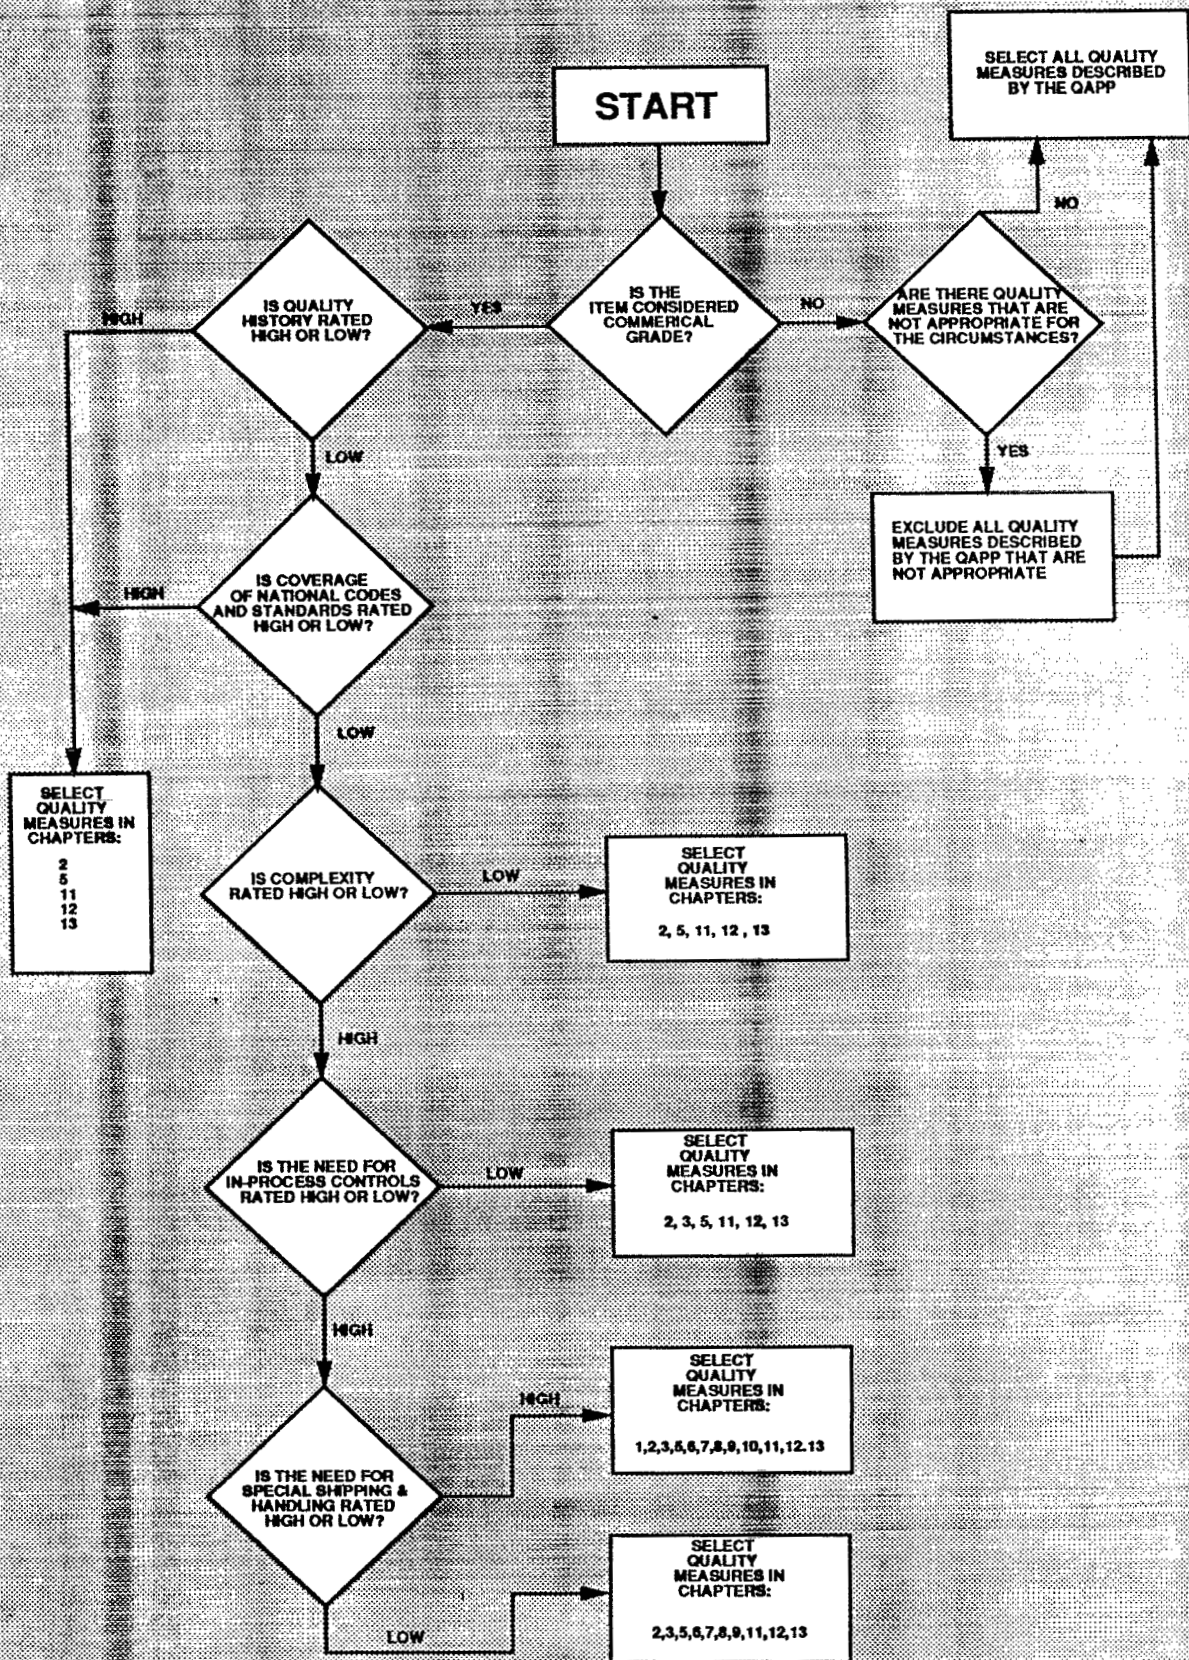 START
SELECT ALL QUALITY
MEASURES DESCRIBED
BY THE QAPP
NO
IS THE
ITEM CONSIDERED
COMMERICAL
GRADE?
YES
NO
ARE THERE QUALITY
MEASURES THAT ARE
NOT APPROPRIATE FOR
THE CIRCUMSTANCES?
YES
EXCLUDE ALL QUALITY
MEASURES DESCRIBED
BY THE QAPP THAT ARE
NOT APPROPRIATE
IS QUALITY
HISTORY RATED
HIGH OR LOW?
HIGH
LOW
IS COVERAGE
OF NATIONAL CODES
AND STANDARDS RATED
HIGH OR LOW?
HIGH
LOW
SELECT
QUALITY
MEASURES IN
CHAPTERS:
2
5
11
12
13
IS COMPLEXITY
RATED HIGH OR LOW?
LOW
SELECT
QUALITY
MEASURES IN
CHAPTERS:
2, 5, 11, 12 , 13
HIGH
IS THE NEED FOR
IN-PROCESS CONTROLS
RATED HIGH OR LOW?
LOW
SELECT
QUALITY
MEASURES IN
CHAPTERS:
2, 3, 5, 11, 12, 13
HIGH
IS THE NEED FOR
SPECIAL SHIPPING &
HANDLING RATED
HIGH OR LOW?
HIGH
SELECT
QUALITY
MEASURES IN
CHAPTERS:
1,2,3,5,6,7,8,9,10,11,12.13
LOW
SELECT
QUALITY
MEASURES IN
CHAPTERS:
2,3,5,6,7,8,9,11,12,13